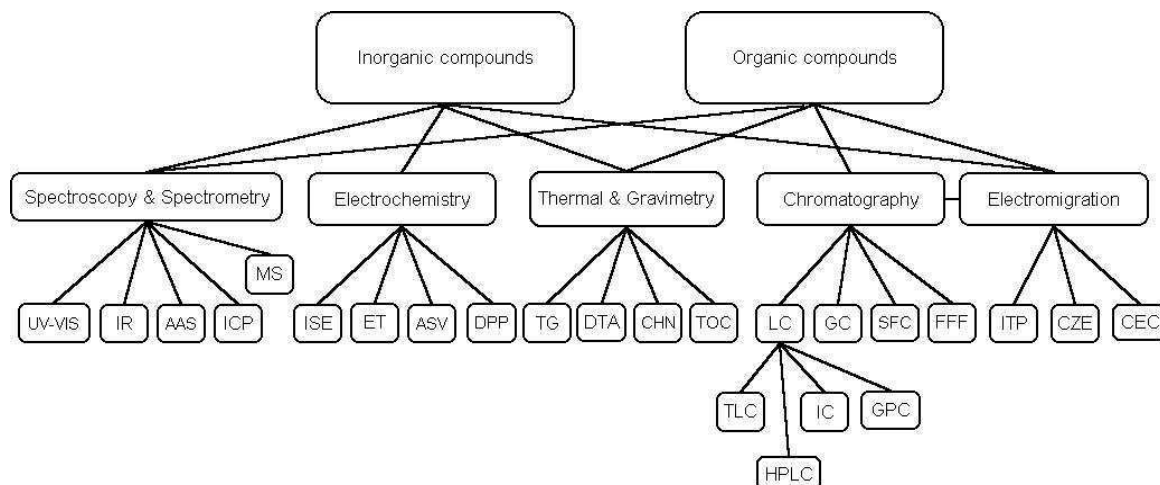 Inorganic compounds
Organic compounds
Spectroscopy & Spectrometry
Electrochemistry
Thermal & Gravimetry
Chromatography
Electromigration
MS
UV-VIS
IR
AAS
ICP
ISE
ET
ASV
DPP
TG
DTA
CHN
TOC
LC
GC
SFC
FFF
ITP
CZE
CEC
TLC
IC
GPC
HPLC